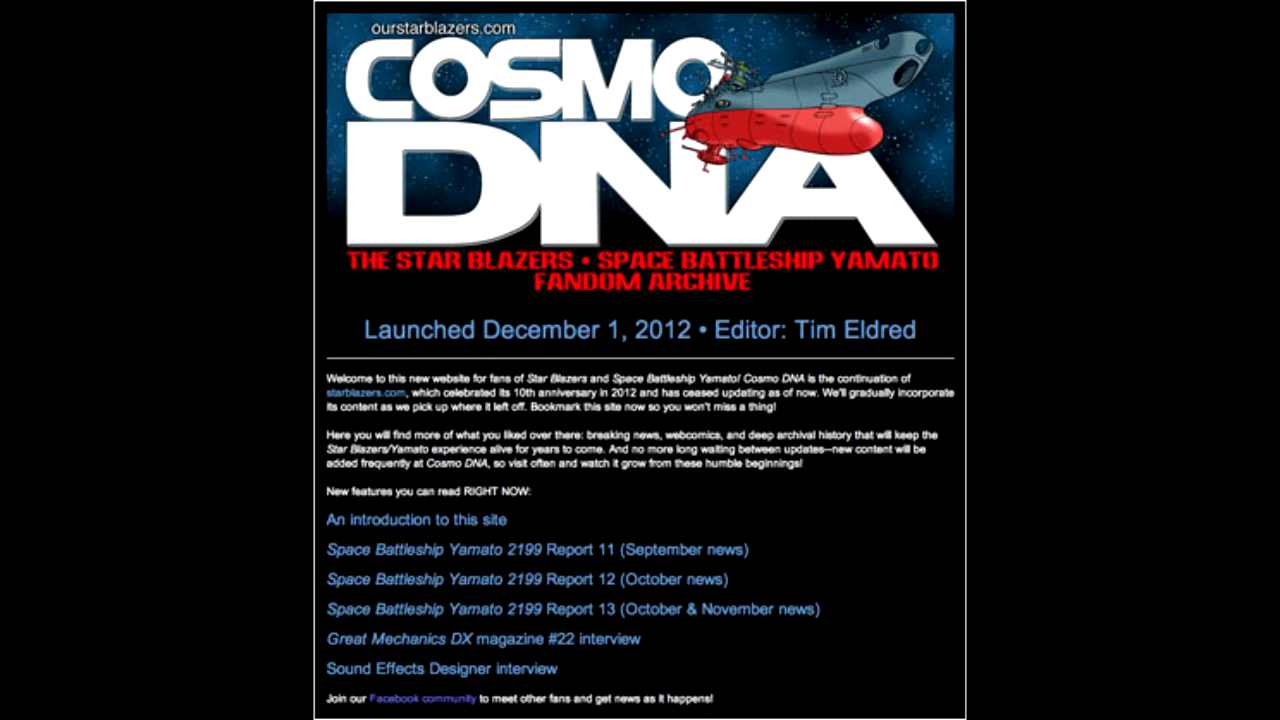 ourstarblazers.com
COSMO
DNA
THE STAR BLAZERS • SPACE BATTLESHIP YAMATO
FANDOM ARCHIVE
Launched December 1, 2012 • Editor: Tim Eldred
Welcome to this new website for fans of Star Blazers and Space Battleship Yamato! Cosmo DNA is the continuation of
starblazers.com, which celebrated its 10th anniversary in 2012 and has ceased updating as of now. We'll gradually incorporate
its content as we pick up where it left off. Bookmark this site now so you won't miss a thing!
Here you will find more of what you liked over there: breaking news, webcomics, and deep archival history that will keep the
Star Blazers/Yamato experience alive for years to come. And no more long waiting between updates--new content will be
added frequently at Cosmo DNA, so visit often and watch it grow from these humble beginnings!
New features you can read RIGHT NOW:
An introduction to this site
Space Battleship Yamato 2199 Report 11 (September news)
Space Battleship Yamato 2199 Report 12 (October news)
Space Battleship Yamato 2199 Report 13 (October & November news)
Great Mechanics DX magazine #22 interview
Sound Effects Designer interview
Join our Facebook community to meet other fans and get news as it happens!